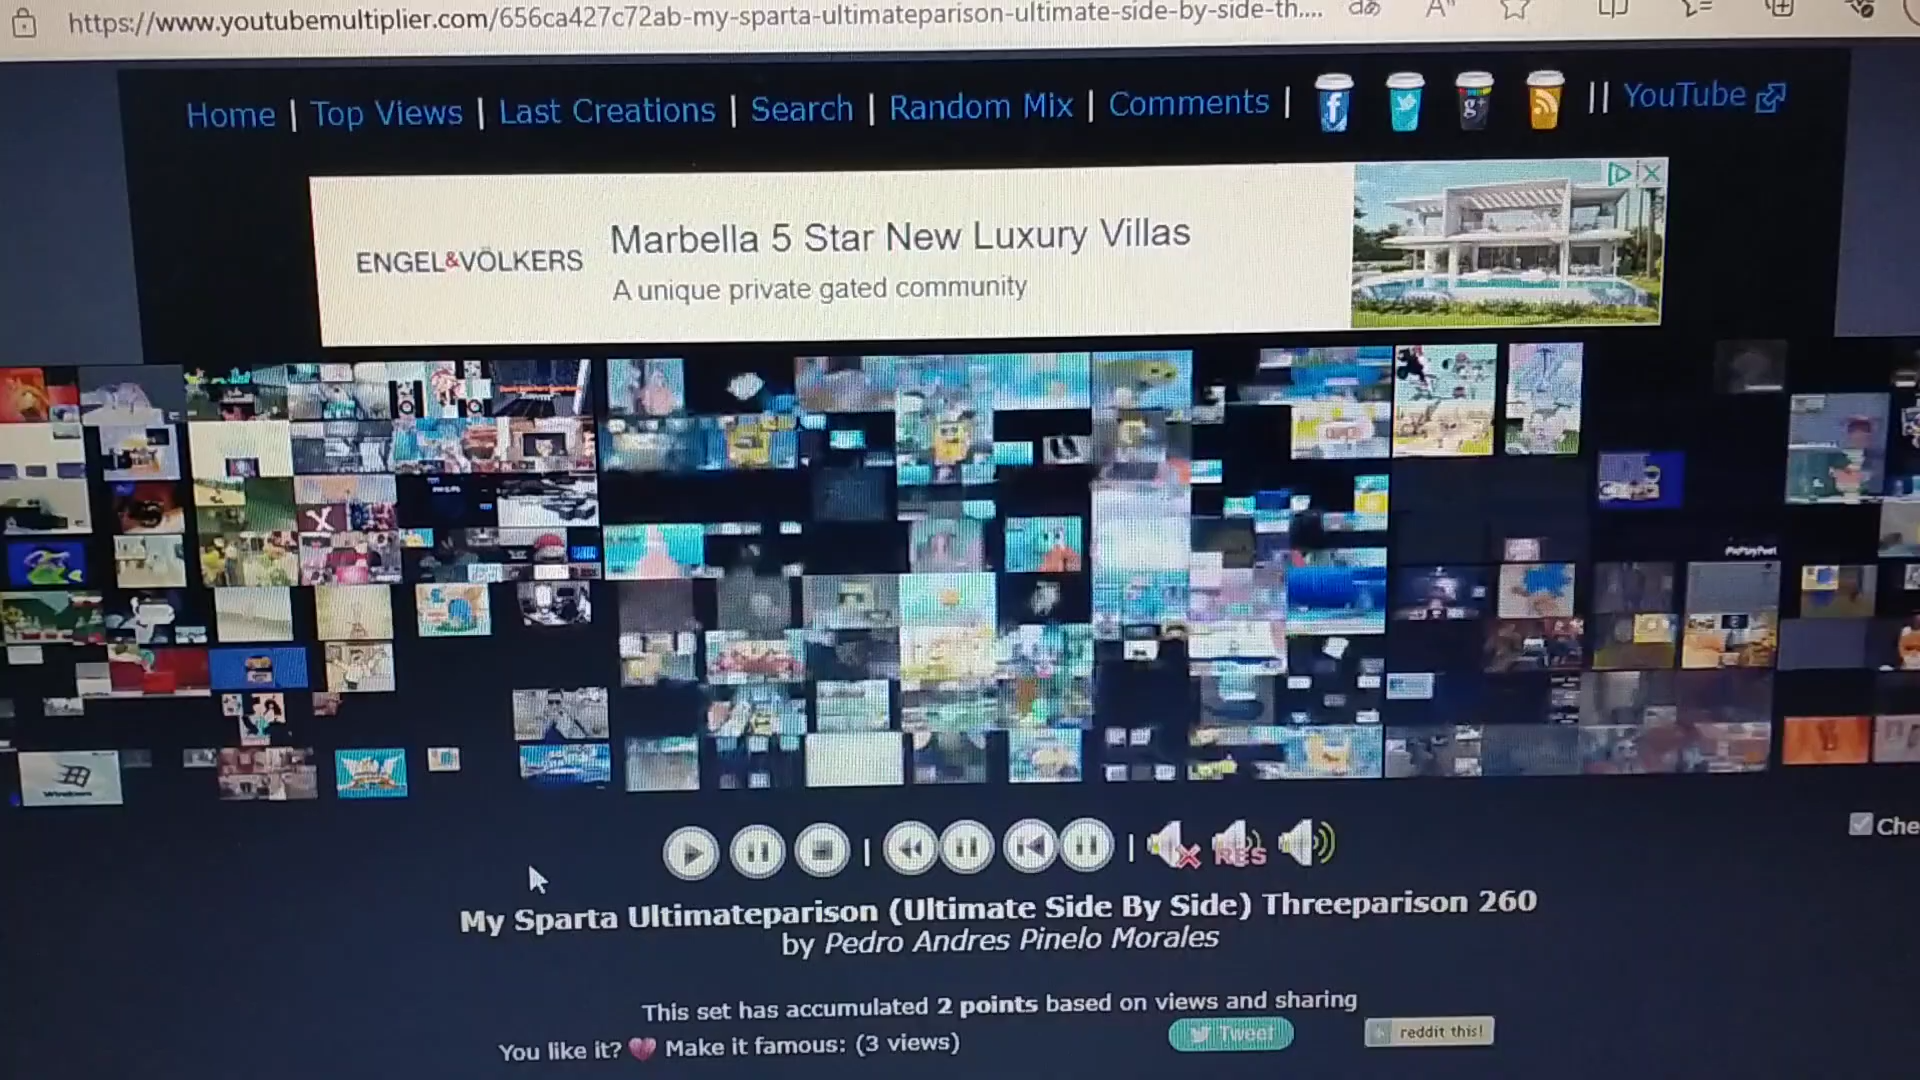 https://www.youtubemultiplier.com/656ca427c72ab-my-sparta-ultimateparison-ultimate-side-by-side-th....
Home | Top Views | Last Creations | Search | Random Mix | Comments | f g+ || YouTube
ENGEL&VÖLKERS
Marbella 5 Star New Luxury Villas
A unique private gated community
X
Windows
RES
Che
My Sparta Ultimateparison (Ultimate Side By Side) Threeparison 260
by Pedro Andres Pinelo Morales
This set has accumulated 2 points based on views and sharing
You like it? Make it famous: (3 views)
Tweet
reddit this!